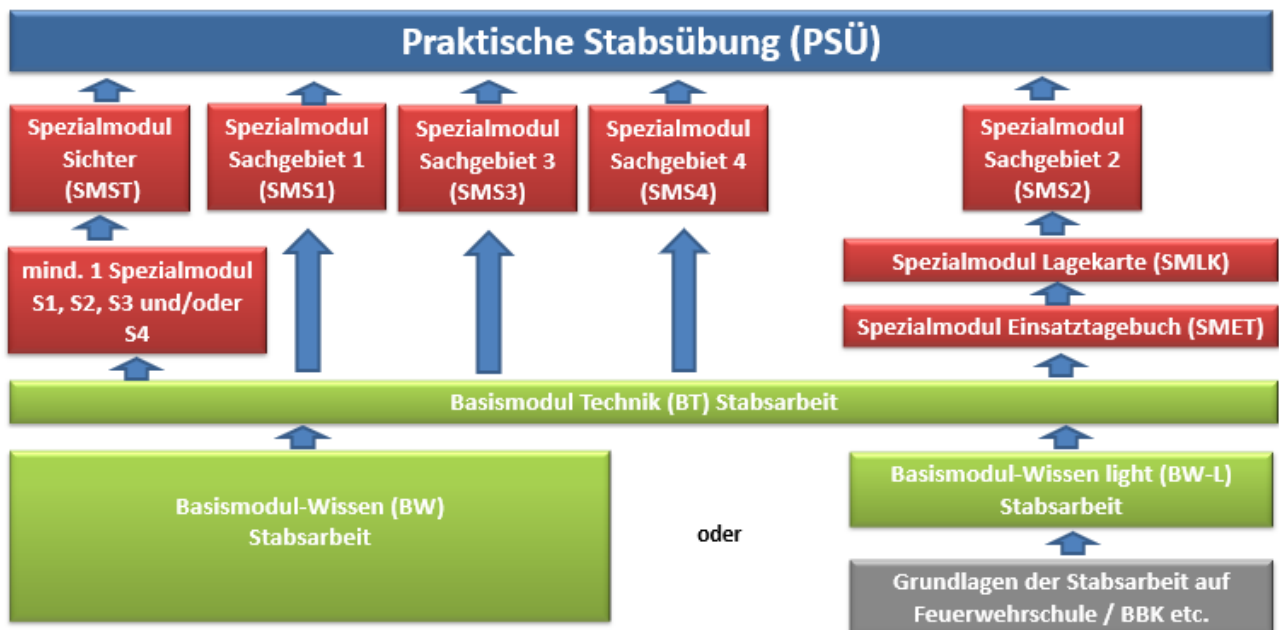 Praktische Stabsübung (PSÜ)
Spezialmodul
Sichter
(SMST)
Spezialmodul
Sachgebiet 1
(SMS1)
Spezialmodul
Sachgebiet 3
(SMS3)
Spezialmodul
Sachgebiet 4
(SMS4)
Spezialmodul
Sachgebiet 2
(SMS2)
mind. 1 Spezialmodul
S1, S2, S3 und/oder
S4
Spezialmodul Lagekarte (SMLK)
Spezialmodul Einsatztagebuch (SMET)
Basismodul Technik (BT) Stabsarbeit
Basismodul-Wissen (BW)
Stabsarbeit
oder
Basismodul-Wissen light (BW-L)
Stabsarbeit
Grundlagen der Stabsarbeit auf
Feuerwehrschule / BBK etc.